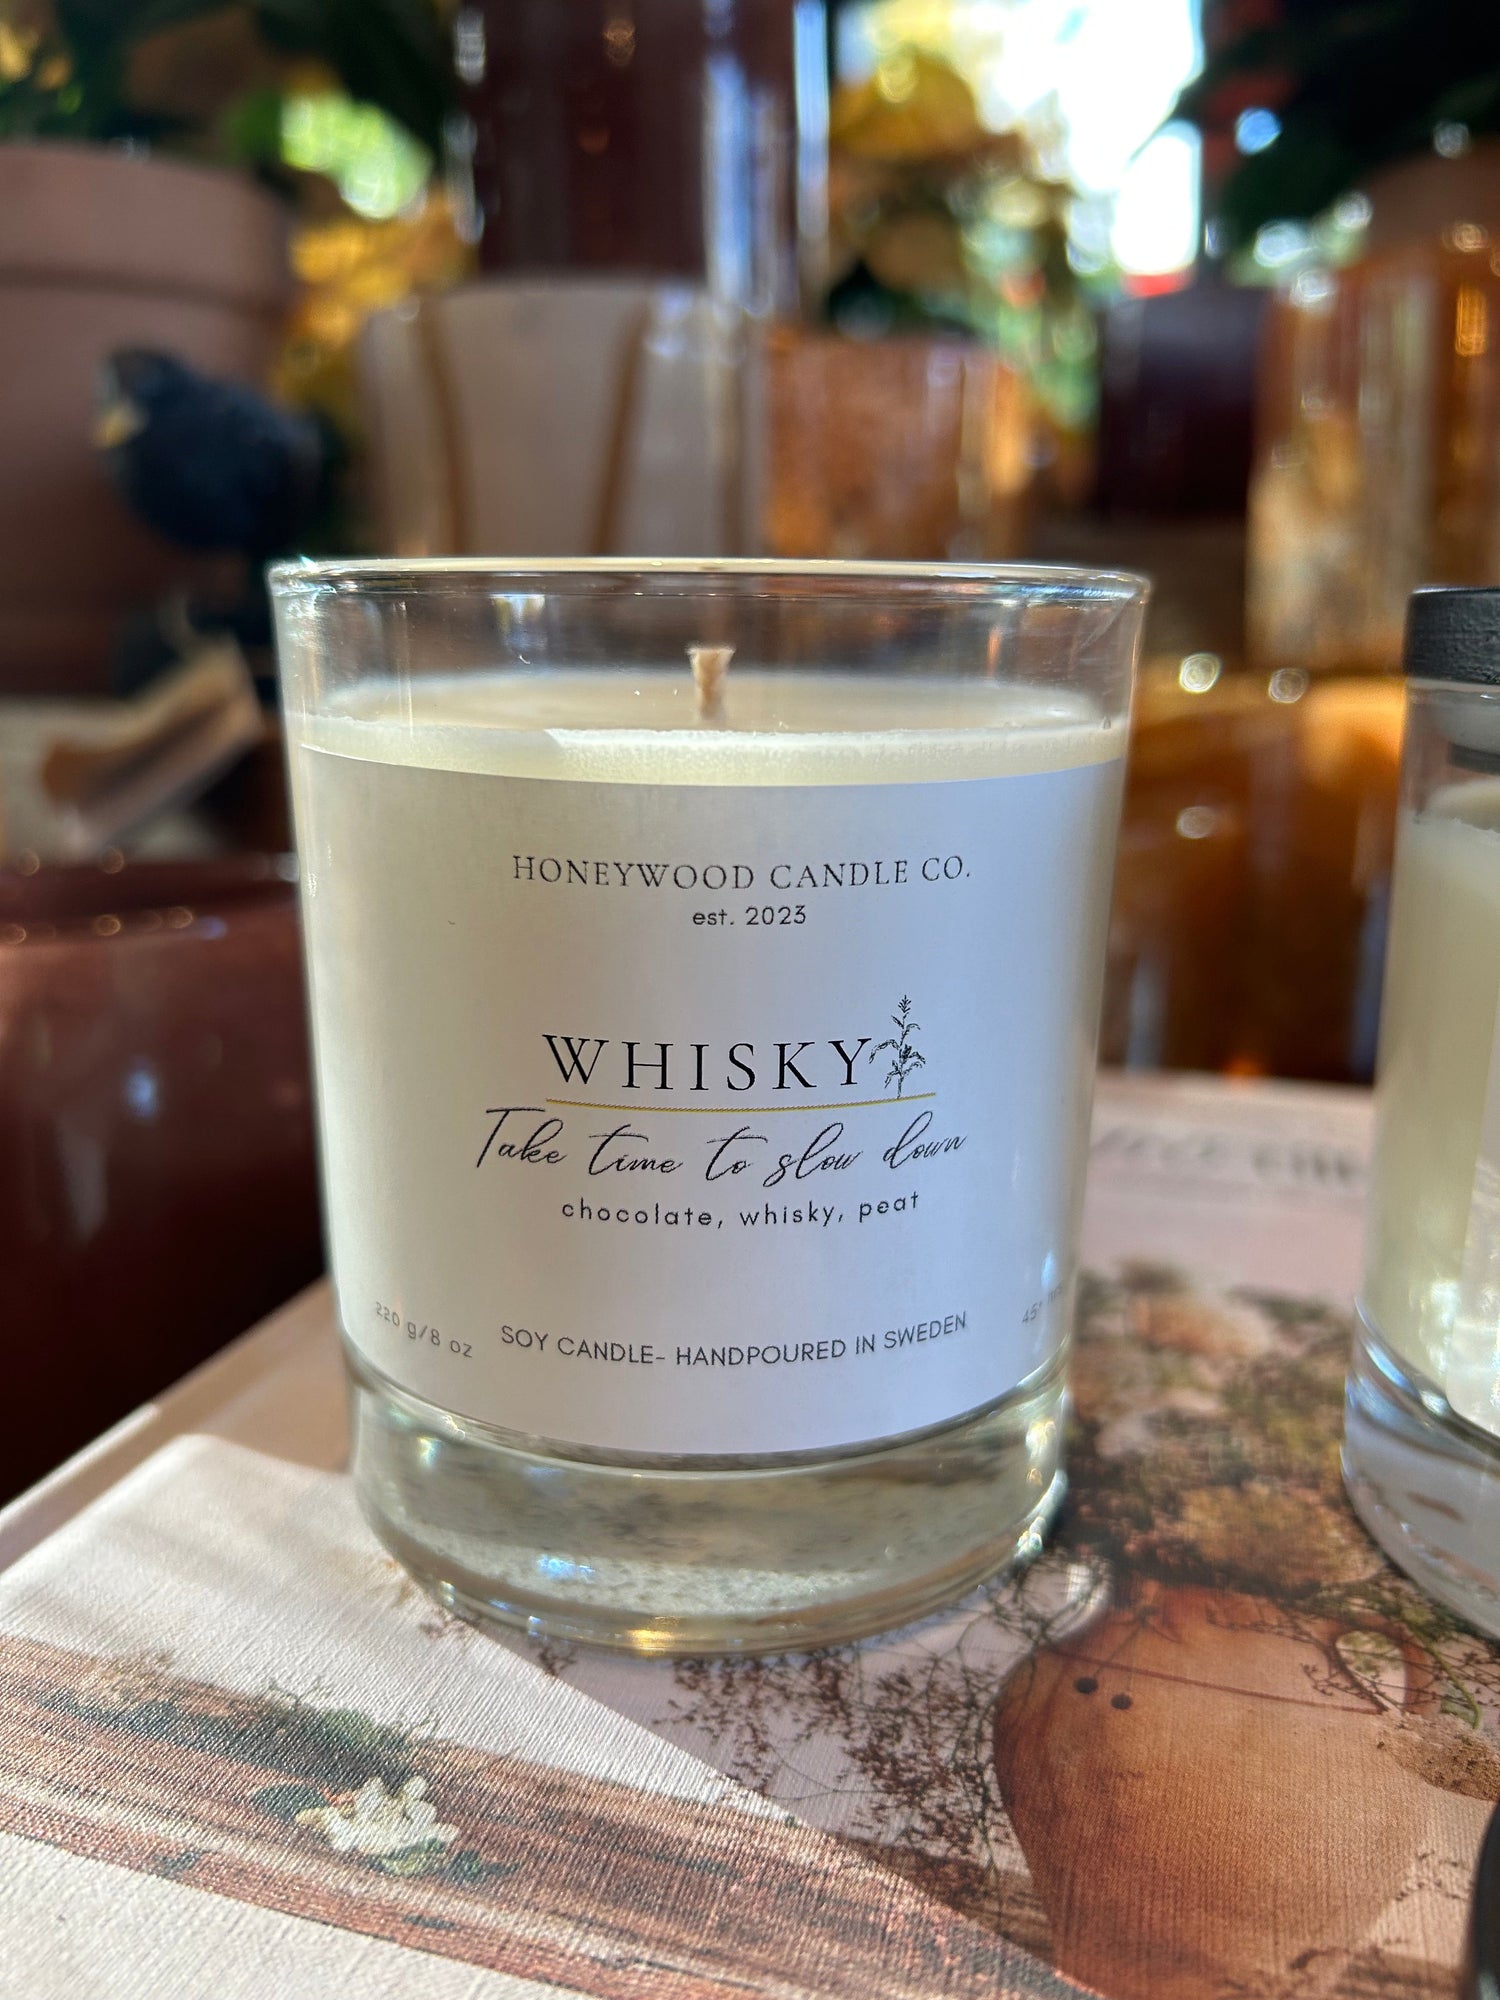 HONEYWOOD CANDLE CO.
est. 2023
WHISKY
Take time to slow down
chocolate, whisky, peat
220 g/8 oz
SOY CANDLE- HANDPOURED IN SWEDEN
45+